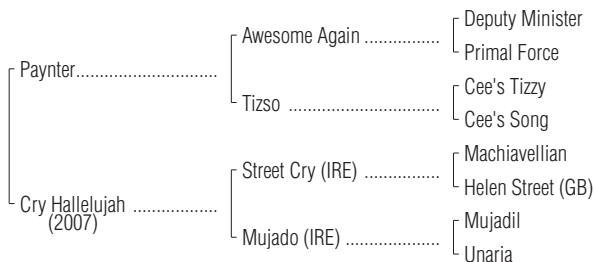 Deputy Minister
Awesome Again ................
Primal Force
Paynter..............................
Cee's Tizzy
Tizso ................................
Cee's Song
Machiavellian
Street Cry (IRE) ................
Helen Street (GB)
Cry Hallelujah ..................
(2007)
Mujadil
Mujado (IRE) ....................
Unaria